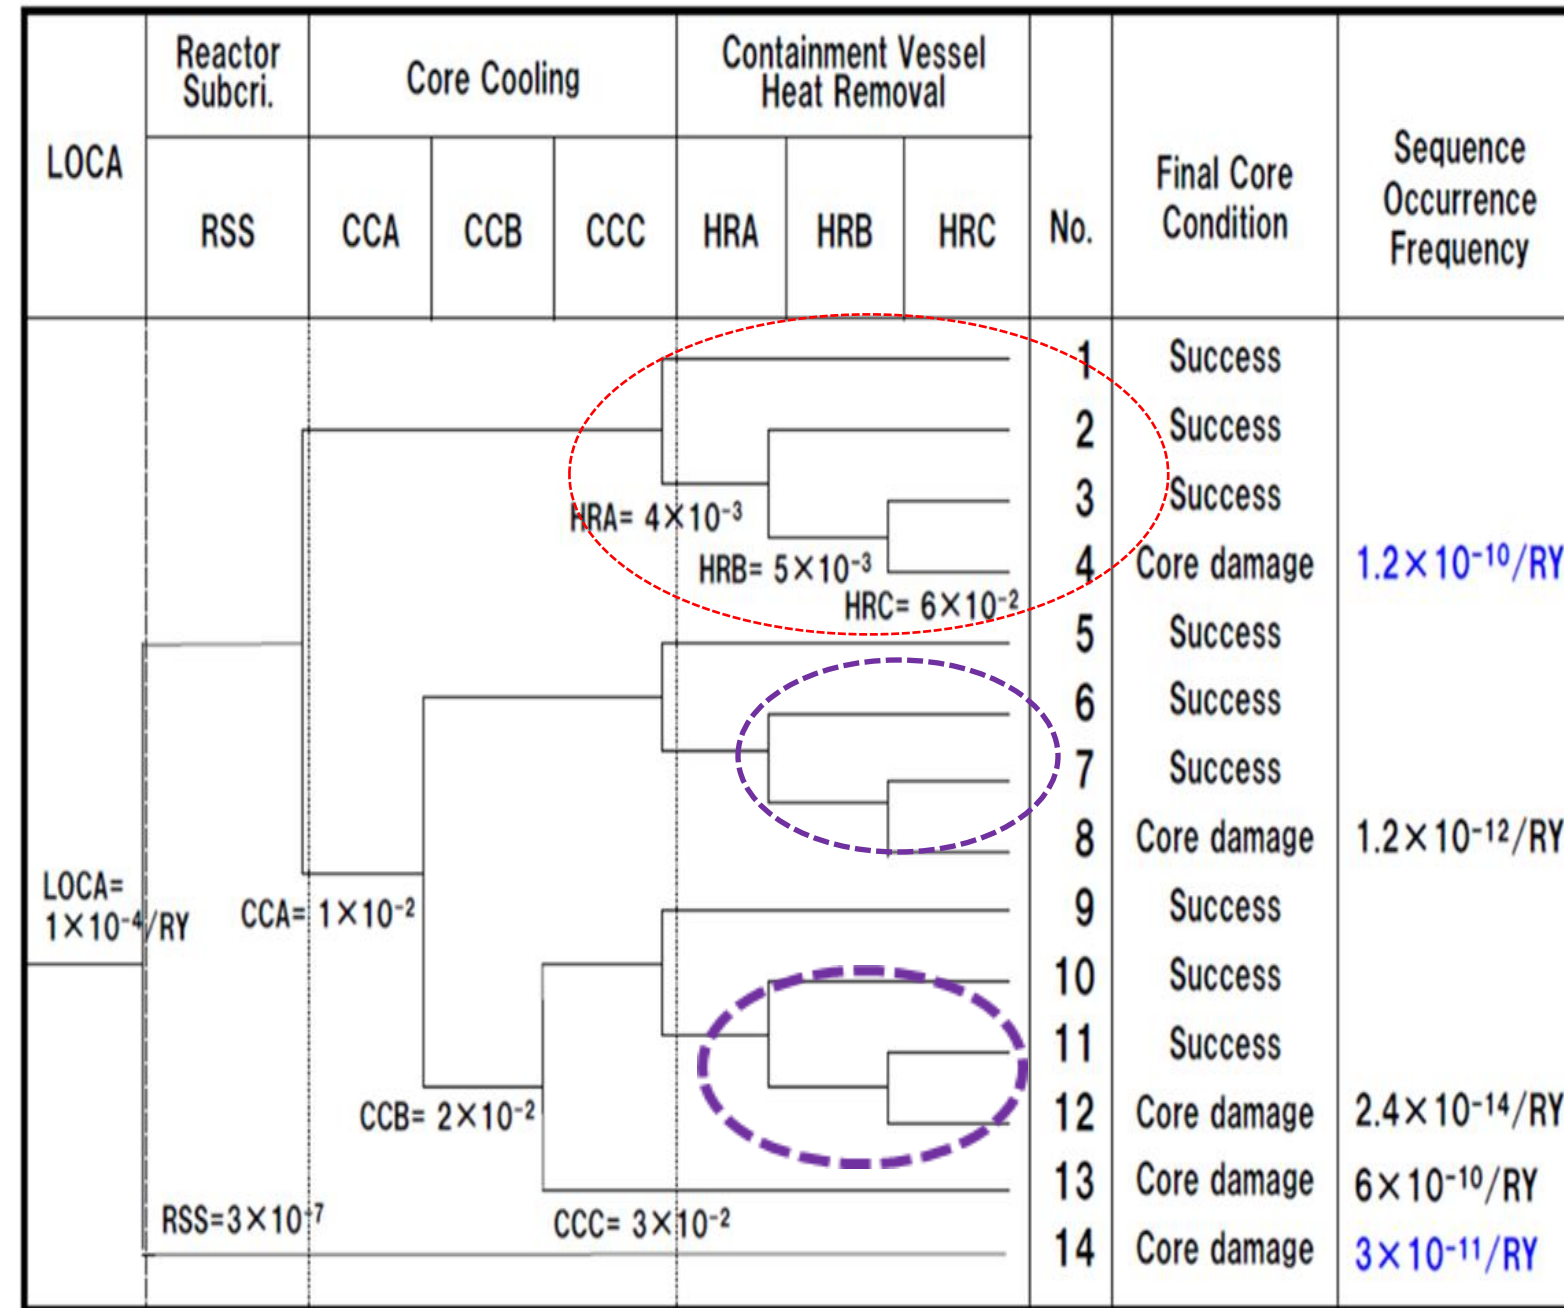 LOCA
Reactor
Subcri.
Core Cooling
Containment Vessel
Heat Removal
RSS
CCA
CCB
CCC
HRA
HRB
HRC
No.
Final Core
Condition
Sequence
Occurrence
Frequency
1 Success
2 Success
3 Success
HRA= 4×10⁻³
HRB= 5×10⁻³
4 Core damage 1.2×10⁻¹⁰/RY
HRC= 6×10⁻²
5 Success
6 Success
7 Success
8 Core damage 1.2×10⁻¹²/RY
LOCA=
1×10⁻⁴/RY
CCA= 1×10⁻²
9 Success
10 Success
11 Success
CCB= 2×10⁻²
12 Core damage 2.4×10⁻¹⁴/RY
13 Core damage 6×10⁻¹⁰/RY
RSS=3×10⁻⁷
CCC= 3×10⁻²
14 Core damage 3×10⁻¹¹/RY